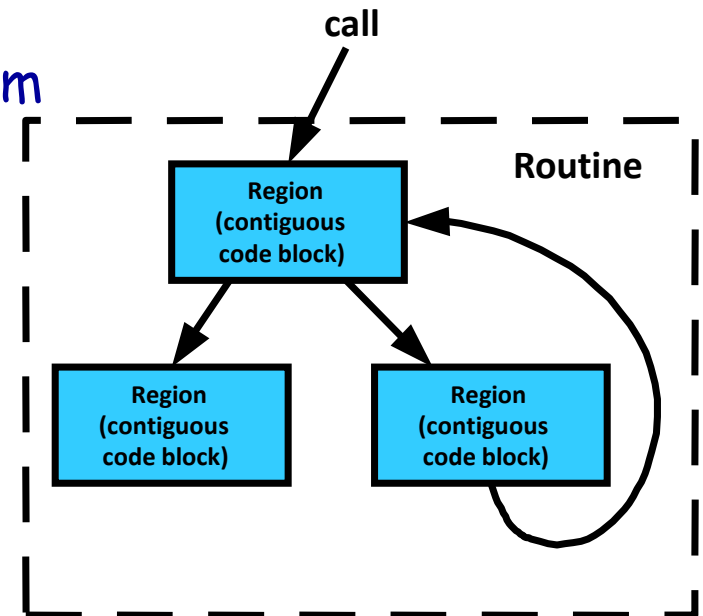 call
m
Routine
Region
(contiguous
code block)
Region
(contiguous
code block)
Region
(contiguous
code block)